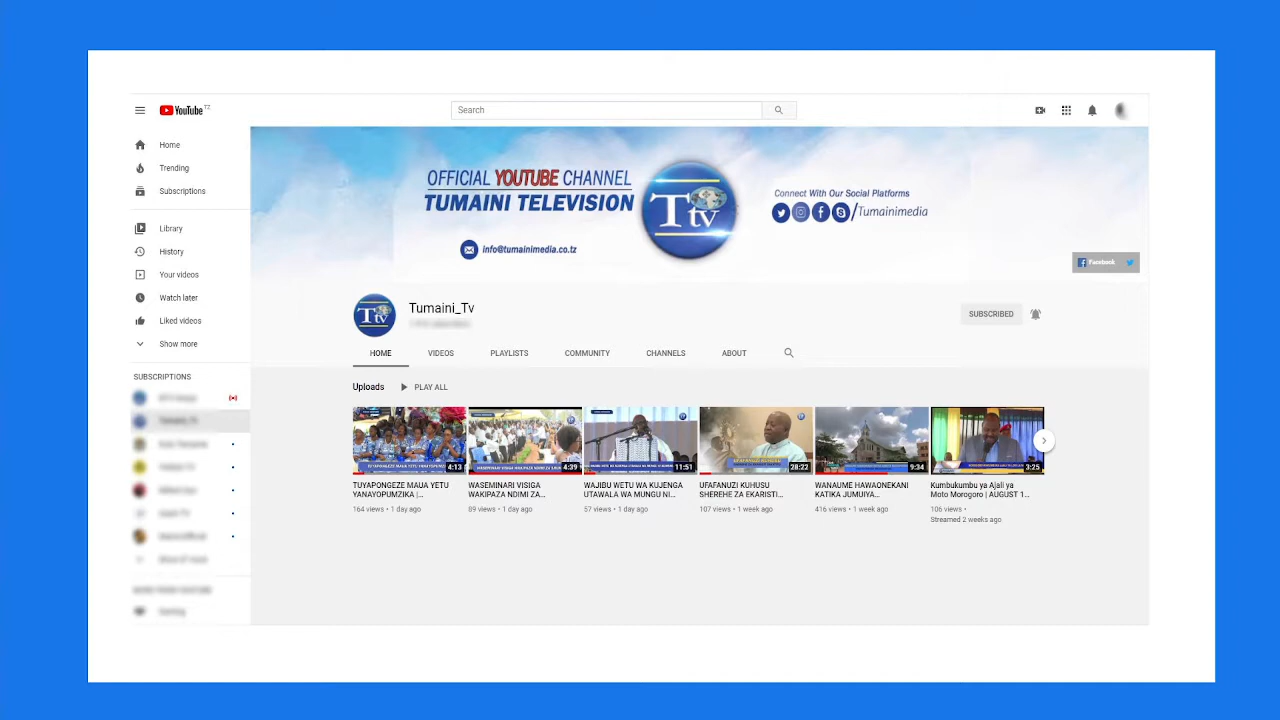 YouTube TZ
Search
Home
Trending
Subscriptions
Library
History
Your videos
Watch later
Liked videos
Show more
SUBSCRIPTIONS
OFFICIAL YOUTUBE CHANNEL
TUMAINI TELEVISION
info@tumainimedia.co.tz
Ttv
Connect With Our Social Platforms
/Tumainimedia
Facebook
Ttv
Tumaini_Tv
SUBSCRIBED
HOME
VIDEOS
PLAYLISTS
COMMUNITY
CHANNELS
ABOUT
Uploads
PLAY ALL
4:13
TUYAPONGEZE MAUA YETU
YANAYOPUMZIKA |...
164 views • 1 day ago
4:39
WASEMINARI VISIGA
WAKIPAZA NDIMI ZA...
89 views • 1 day ago
11:51
WAJIBU WETU WA KUJENGA
UTAWALA WA MUNGU NI...
57 views • 1 day ago
28:22
UFAFANUZI KUHUSU
SHEREHE ZA EKARISTI...
107 views • 1 week ago
9:34
WANAUME HAWAONEKANI
KATIKA JUMUIYA...
416 views • 1 week ago
3:25
Kumbukumbu ya Ajali ya
Moto Morogoro | AUGUST 1...
106 views •
Streamed 2 weeks ago